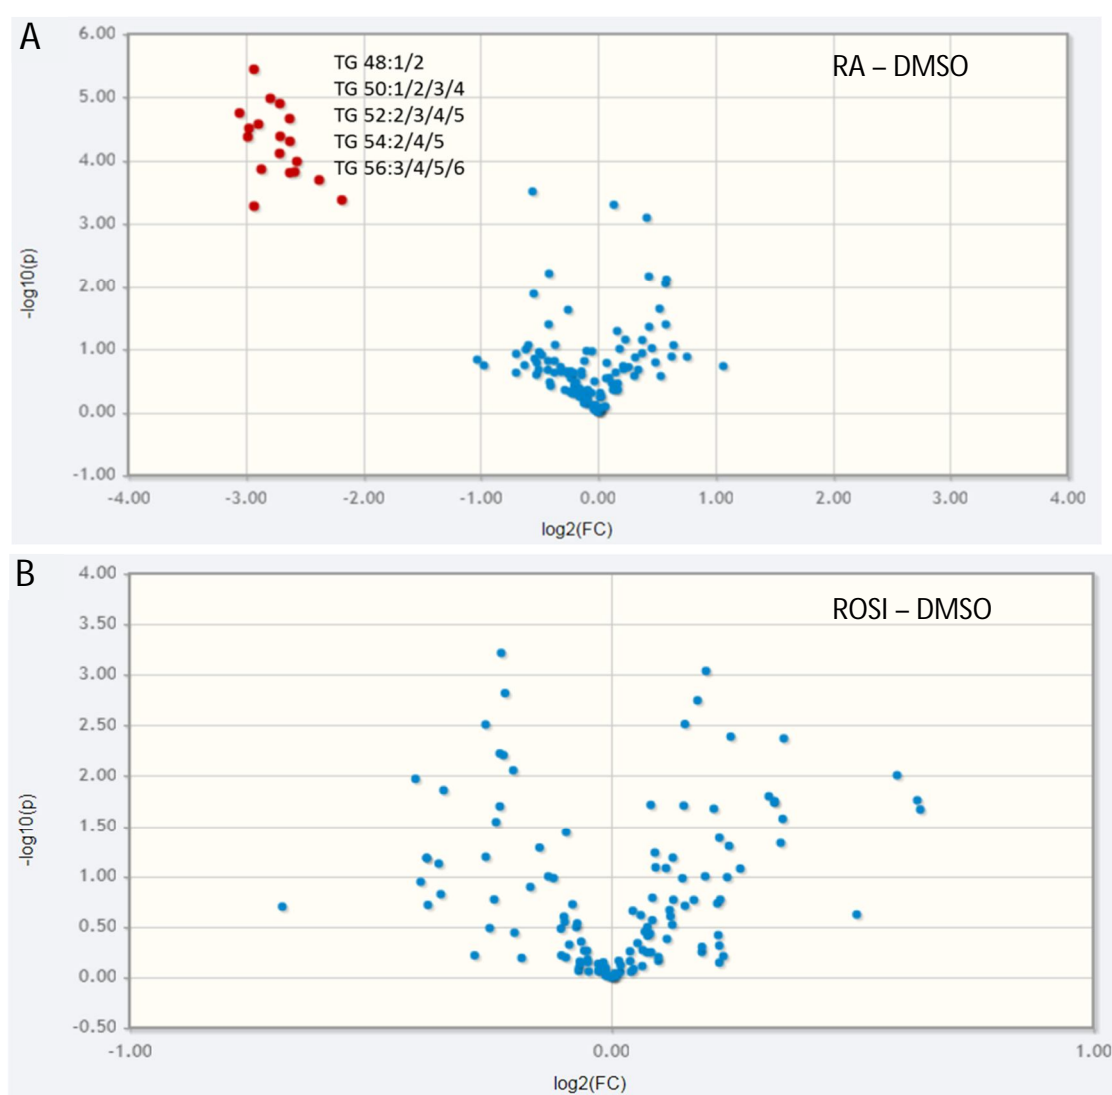 A
6.00
5.00
4.00
3.00
2.00
1.00
0.00
-1.00
-log10(p)
TG 48:1/2
TG 50:1/2/3/4
TG 52:2/3/4/5
TG 54:2/4/5
TG 56:3/4/5/6
RA – DMSO
-4.00 -3.00 -2.00 -1.00 0.00 1.00 2.00 3.00 4.00
log2(FC)
B
4.00
3.50
3.00
2.50
2.00
1.50
1.00
0.50
0.00
-0.50
-log10(p)
ROSI – DMSO
-1.00 0.00 1.00
log2(FC)